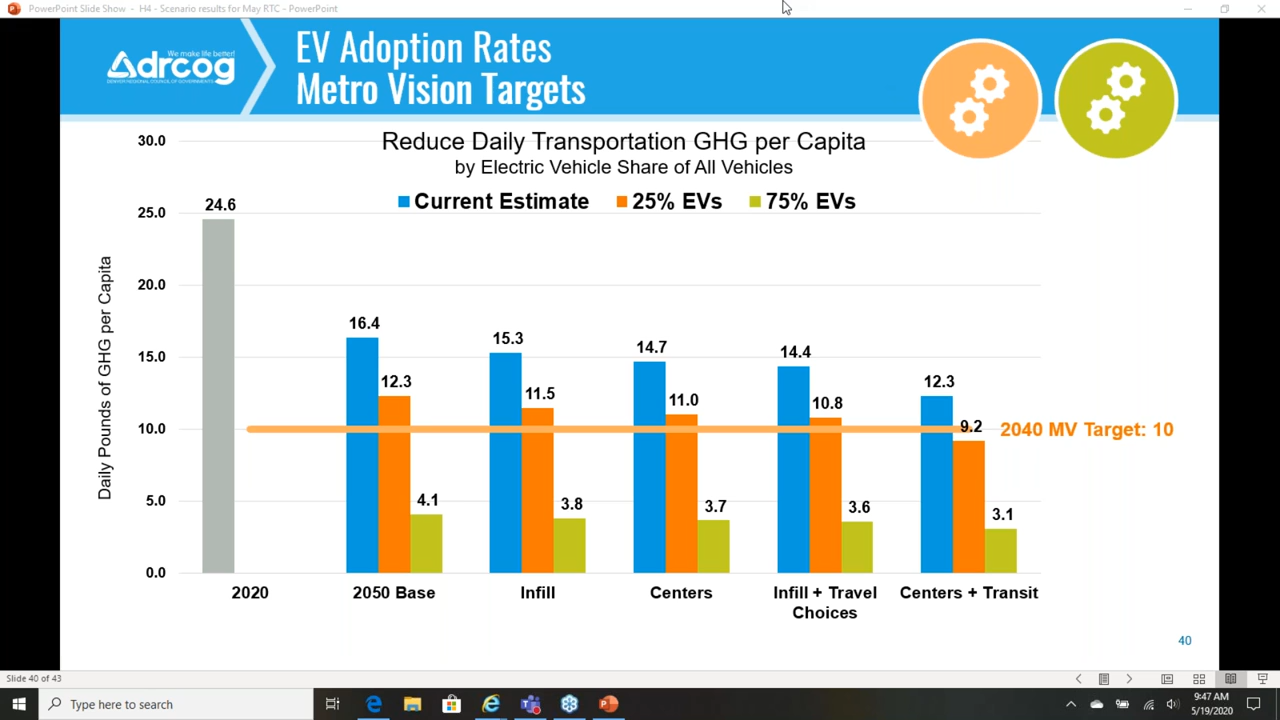 PowerPoint Slide Show - H4 - Scenario results for May RTC - PowerPoint
We make life better!
drcog
DENVER REGIONAL COUNCIL OF GOVERNMENTS
EV Adoption Rates
Metro Vision Targets
Reduce Daily Transportation GHG per Capita
by Electric Vehicle Share of All Vehicles
Current Estimate 25% EVs 75% EVs
Daily Pounds of GHG per Capita
30.0
25.0
20.0
15.0
10.0
5.0
0.0
24.6
16.4
12.3
4.1
15.3
11.5
3.8
14.7
11.0
3.7
14.4
10.8
3.6
12.3
9.2
3.1
2040 MV Target: 10
2020
2050 Base
Infill
Centers
Infill + Travel
Choices
Centers + Transit
40
Slide 40 of 43
Type here to search
9:47 AM
5/19/2020